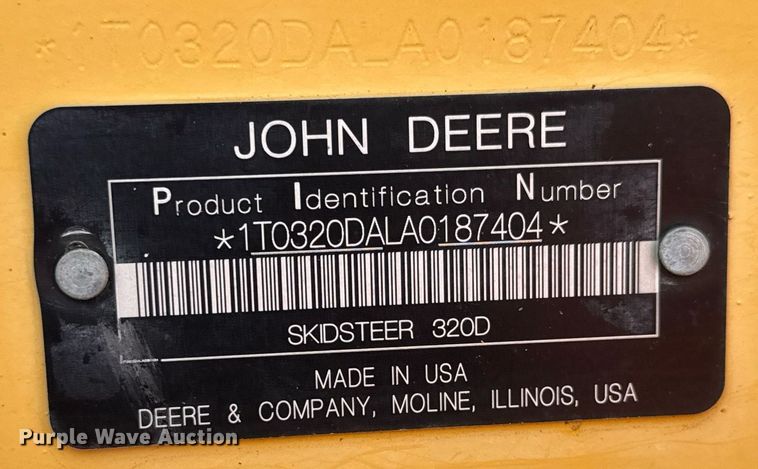 *1T0320DALA0187404*
JOHN DEERE
Product Identification Number
*1T0320DALA0187404*
SKIDSTEER 320D
MADE IN USA
DEERE & COMPANY, MOLINE, ILLINOIS, USA
Purple Wave Auction